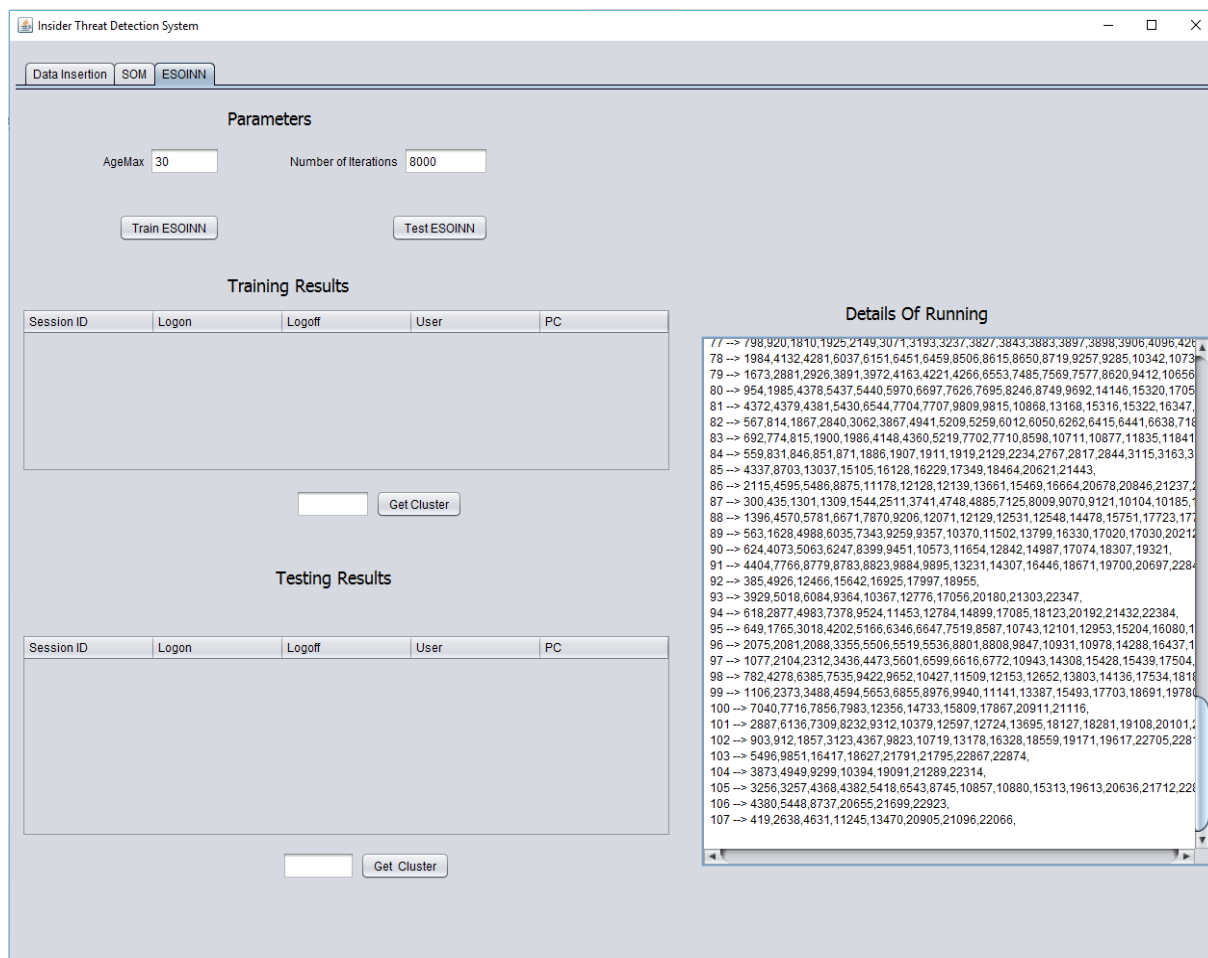 Insider Threat Detection System
Data Insertion SOM ESOINN
Parameters
AgeMax 30 Number of Iterations 8000
Train ESOINN Test ESOINN
Training Results
Session ID Logon Logoff User PC
Get Cluster
Testing Results
Session ID Logon Logoff User PC
Get Cluster
Details Of Running
77 --> 798,920,1810,1925,2149,3071,3193,3237,3827,3843,3883,3897,3898,3906,4096,426
78 --> 1984,4132,4281,6037,6151,6451,6459,8506,8615,8650,8719,9257,9285,10342,1073
79 --> 1673,2881,2926,3891,3972,4163,4221,4266,6553,7485,7569,7577,8620,9412,10656
80 --> 954,1985,4378,5437,5440,5970,6697,7626,7695,8246,8749,9692,14146,15320,1705
81 --> 4372,4379,4381,5430,6544,7704,7707,9809,9815,10868,13168,15316,15322,16347,
82 --> 567,814,1867,2840,3062,3867,4941,5209,5259,6012,6050,6262,6415,6441,6638,718
83 --> 692,774,815,1900,1986,4148,4360,5219,7702,7710,8598,10711,10877,11835,11841
84 --> 559,831,846,851,871,1886,1907,1911,1919,2129,2234,2767,2817,2844,3115,3163,3
85 --> 4337,8703,13037,15105,16128,16229,17349,18464,20621,21443,
86 --> 2115,4595,5486,8875,11178,12128,12139,13661,15469,16664,20678,20846,21237,2
87 --> 300,435,1301,1309,1544,2511,3741,4748,4885,7125,8009,9070,9121,10104,10185,1
88 --> 1396,4570,5781,6671,7870,9206,12071,12129,12531,12548,14478,15751,17723,177
89 --> 563,1628,4988,6035,7343,9259,9357,10370,11502,13799,16330,17020,17030,20212
90 --> 624,4073,5063,6247,8399,9451,10573,11654,12842,14987,17074,18307,19321,
91 --> 4404,7766,8779,8783,8823,9884,9895,13231,14307,16446,18671,19700,20697,2284
92 --> 385,4926,12466,15642,16925,17997,18955,
93 --> 3929,5018,6084,9364,10367,12776,17056,20180,21303,22347,
94 --> 618,2877,4983,7378,9524,11453,12784,14899,17085,18123,20192,21432,22384,
95 --> 649,1765,3018,4202,5166,6346,6647,7519,8587,10743,12101,12953,15204,16080,1
96 --> 2075,2081,2088,3355,5506,5519,5536,8801,8808,9847,10931,10978,14288,16437,1
97 --> 1077,2104,2312,3436,4473,5601,6599,6616,6772,10943,14308,15428,15439,17504,
98 --> 782,4278,6385,7535,9422,9652,10427,11509,12153,12652,13803,14136,17534,1818
99 --> 1106,2373,3488,4594,5653,6855,8976,9940,11141,13387,15493,17703,18691,19780
100 --> 7040,7716,7856,7983,12356,14733,15809,17867,20911,21116,
101 --> 2887,6136,7309,8232,9312,10379,12597,12724,13695,18127,18281,19108,20101,2
102 --> 903,912,1857,3123,4367,9823,10719,13178,16328,18559,19171,19617,22705,2281
103 --> 5496,9851,16417,18627,21791,21795,22867,22874,
104 --> 3873,4949,9299,10394,19091,21289,22314,
105 --> 3256,3257,4368,4382,5418,6543,8745,10857,10880,15313,19613,20636,21712,228
106 --> 4380,5448,8737,20655,21699,22923,
107 --> 419,2638,4631,11245,13470,20905,21096,22066,